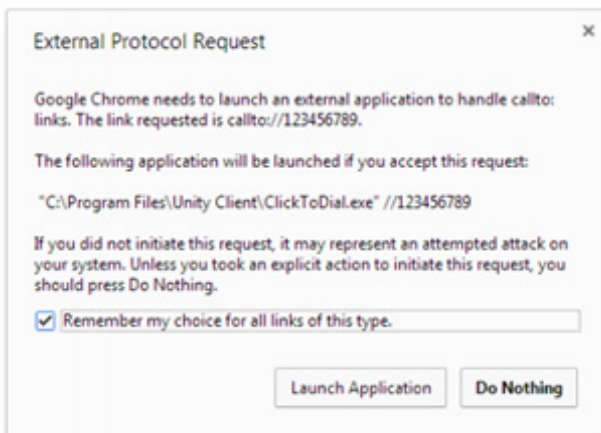 External Protocol Request
Google Chrome needs to launch an external application to handle callto:
links. The link requested is callto://123456789.
The following application will be launched if you accept this request:
"C:\Program Files\Unity Client\ClickToDial.exe" //123456789
If you did not initiate this request, it may represent an attempted attack on
your system. Unless you took an explicit action to initiate this request, you
should press Do Nothing.
Remember my choice for all links of this type.
Launch Application Do Nothing